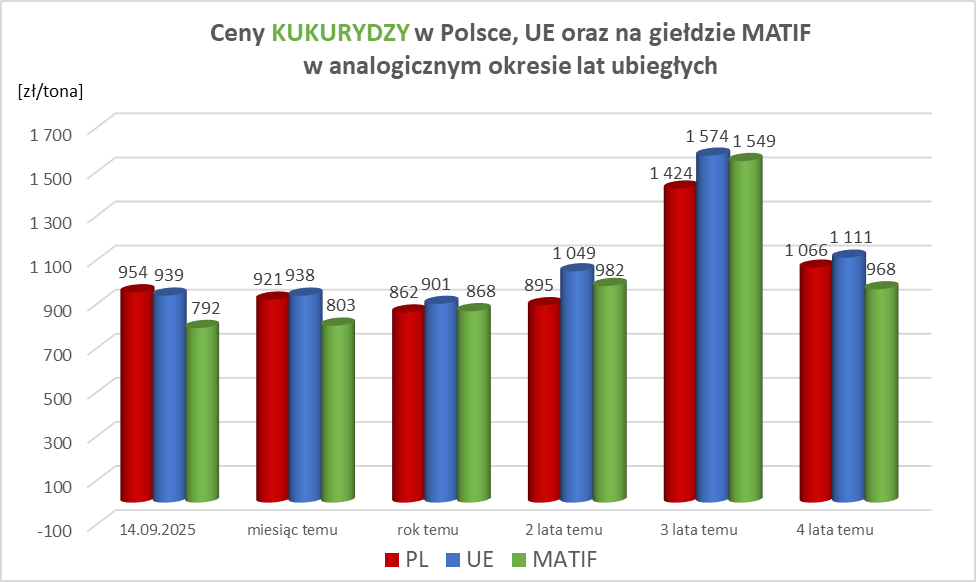 Ceny KUKURYDZY w Polsce, UE oraz na giełdzie MATIF
w analogicznym okresie lat ubiegłych
[zł/tona]
1 700
1 500
1 300
1 100
900
700
500
300
100
-100
954 939 792
921 938 803
862 901 868
895 1 049 982
1 424 1 574 1 549
1 066 1 111 968
14.09.2025 miesiąc temu rok temu 2 lata temu 3 lata temu 4 lata temu
PL UE MATIF